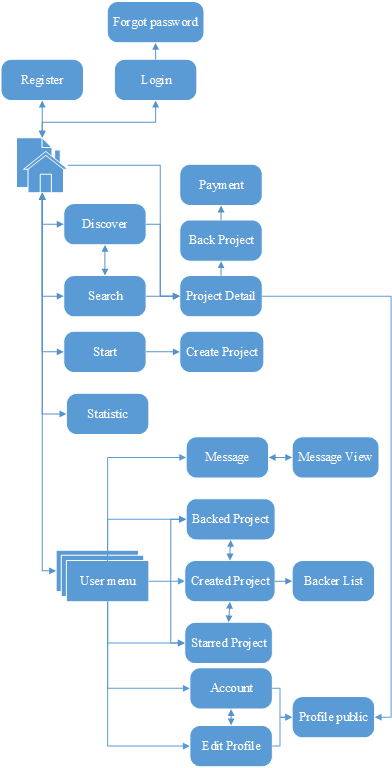 Forgot password
Register
Login
Payment
Discover
Back Project
Search
Project Detail
Start
Create Project
Statistic
Message
Message View
Backed Project
User menu
Created Project
Backer List
Starred Project
Account
Profile public
Edit Profile